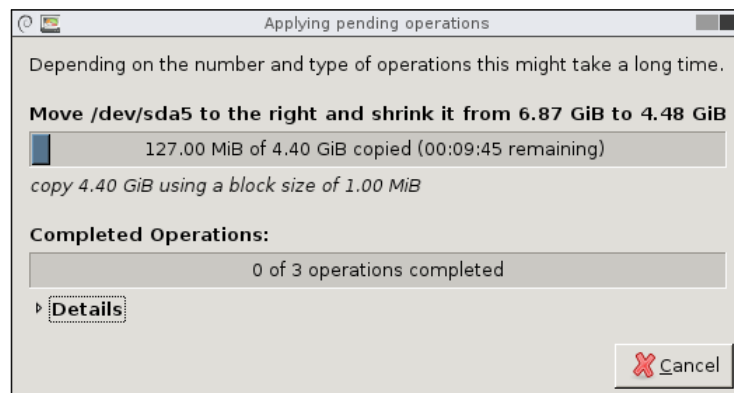 Applying pending operations
Depending on the number and type of operations this might take a long time.
Move /dev/sda5 to the right and shrink it from 6.87 GiB to 4.48 GiB
127.00 MiB of 4.40 GiB copied (00:09:45 remaining)
copy 4.40 GiB using a block size of 1.00 MiB
Completed Operations:
0 of 3 operations completed
Details
Cancel